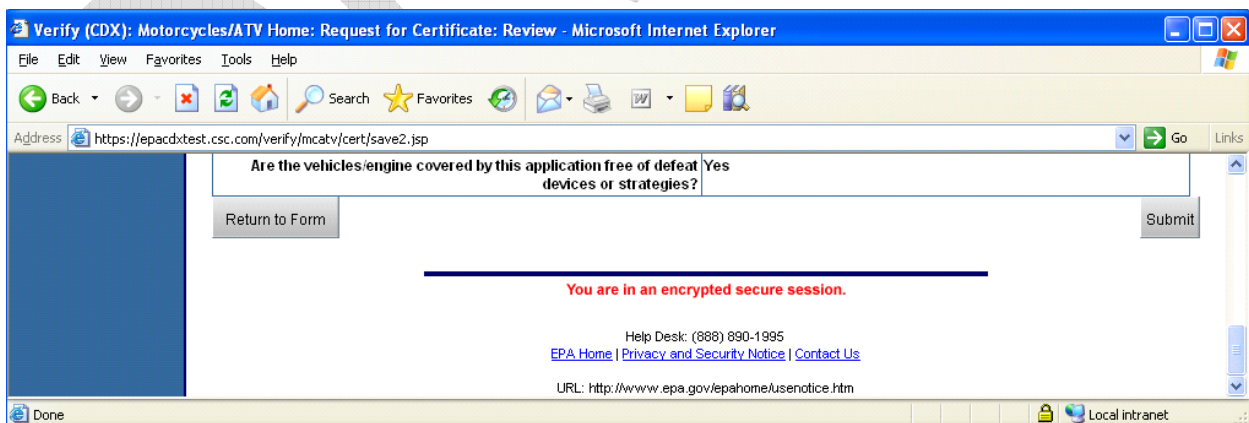 Verify (CDX): Motorcycles/ATV Home: Request for Certificate: Review - Microsoft Internet Explorer
File Edit View Favorites Tools Help
Back Search Favorites
Address https://epacdxtest.csc.com/verify/mcatv/cert/save2.jsp Go Links
Are the vehicles/engine covered by this application free of defeat Yes
devices or strategies?
Return to Form Submit
You are in an encrypted secure session.
Help Desk: (888) 890-1995
EPA Home | Privacy and Security Notice | Contact Us
URL: http://www.epa.gov/epahome/usenotice.htm
Done Local intranet